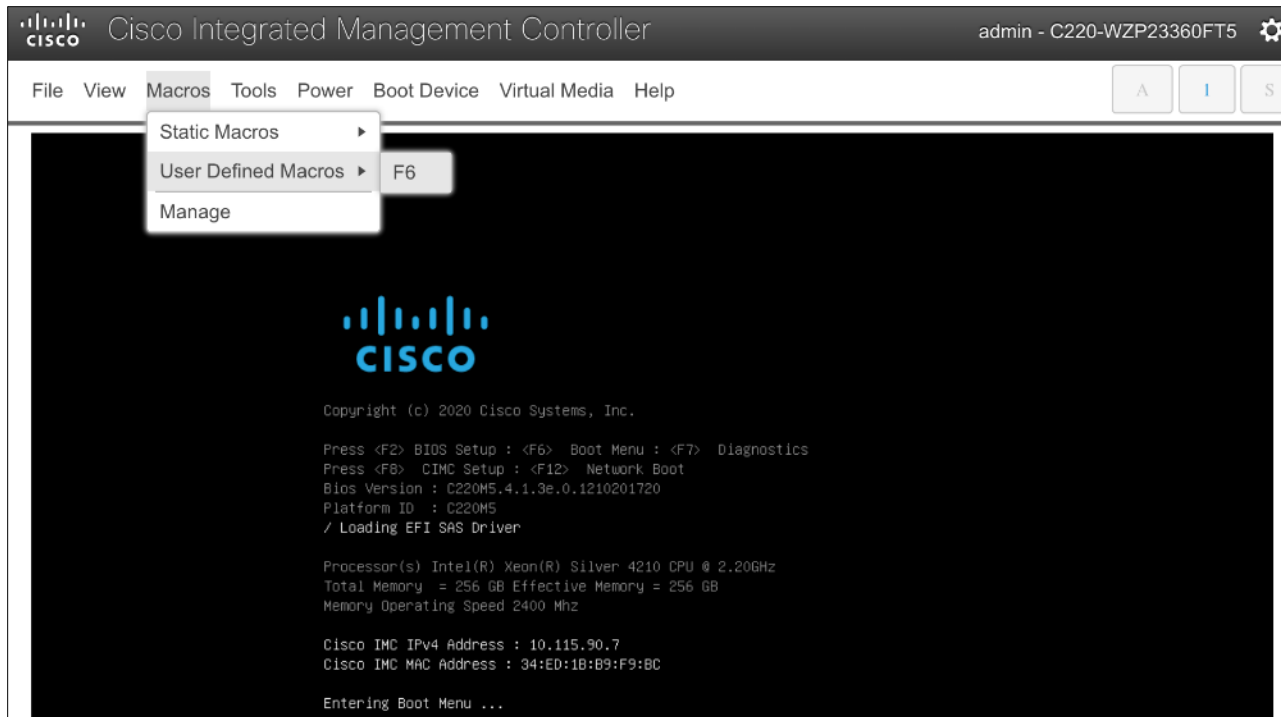 CISCO Cisco Integrated Management Controller admin - C220-WZP23360FT5
File View Macros Tools Power Boot Device Virtual Media Help A 1 S
Static Macros
User Defined Macros F6
Manage
CISCO
Copyright (c) 2020 Cisco Systems, Inc.
Press <F2> BIOS Setup : <F6> Boot Menu : <F7> Diagnostics
Press <F8> CIMC Setup : <F12> Network Boot
Bios Version : C220M5.4.1.3e.0.1210201720
Platform ID : C220M5
/ Loading EFI SAS Driver
Processor(s) Intel(R) Xeon(R) Silver 4210 CPU @ 2.20GHz
Total Memory = 256 GB Effective Memory = 256 GB
Memory Operating Speed 2400 Mhz
Cisco IMC IPv4 Address : 10.115.90.7
Cisco IMC MAC Address : 34:ED:1B:B9:F9:BC
Entering Boot Menu ...